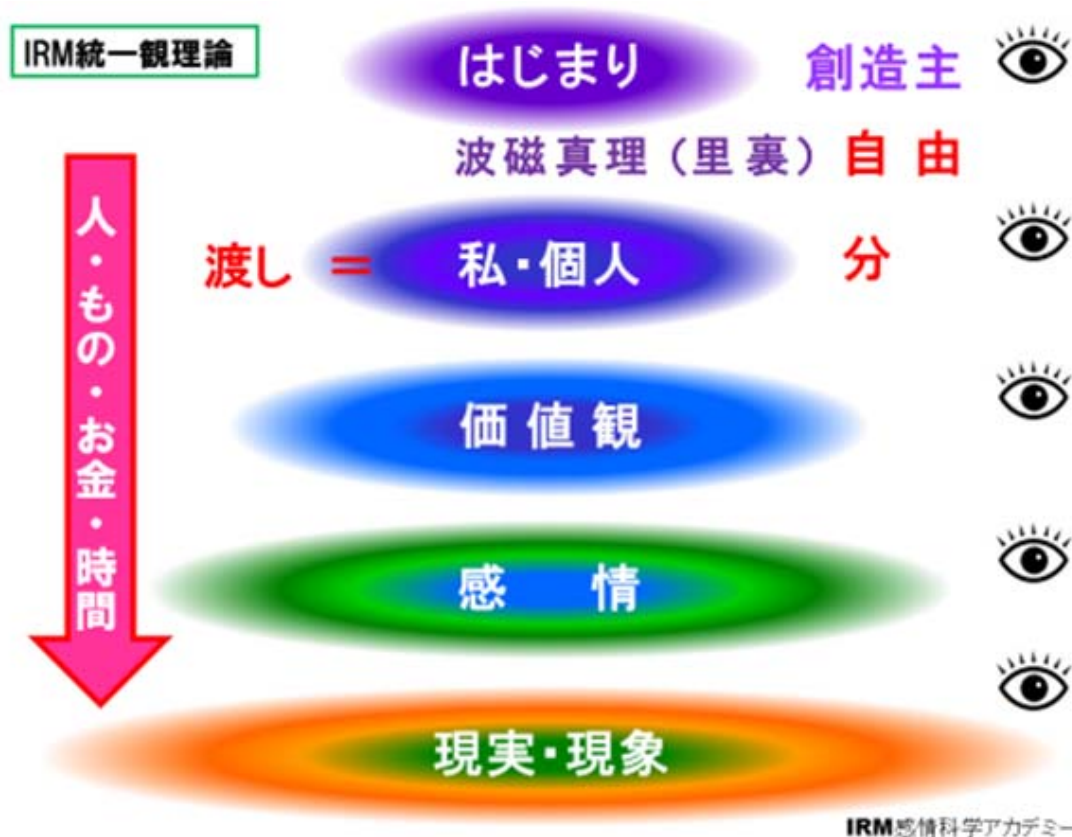 IRM統一観理論
はじまり 創造主
波磁真理(里裏) 自由
渡し = 私・個人 分
価値観
感情
現実・現象
人・もの・お金・時間
IRM感情科学アカデミー